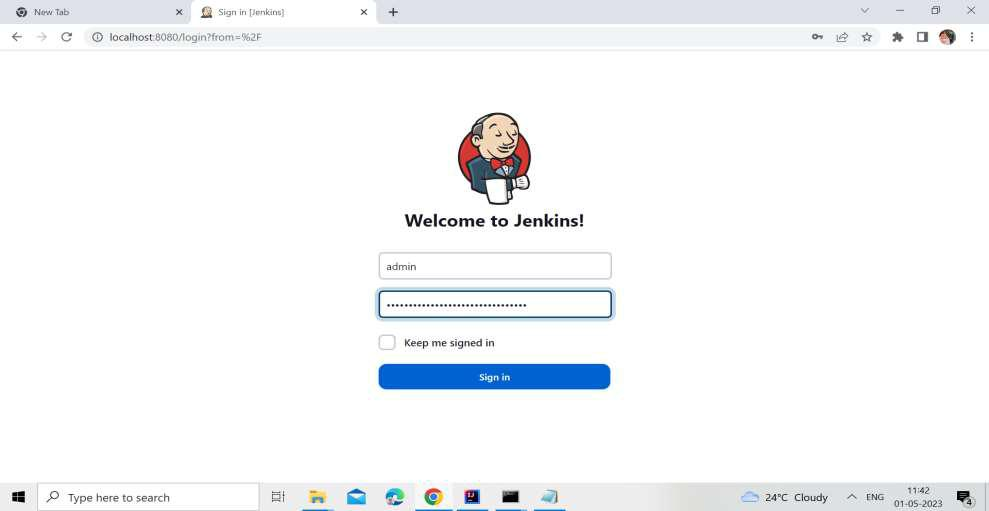 New Tab
Sign in [Jenkins]
localhost:8080/login?from=%2F
Welcome to Jenkins!
admin
••••••••••••••••••••••••••••••••
Keep me signed in
Sign in
Type here to search
24°C Cloudy
ENG
11:42
01-05-2023
4